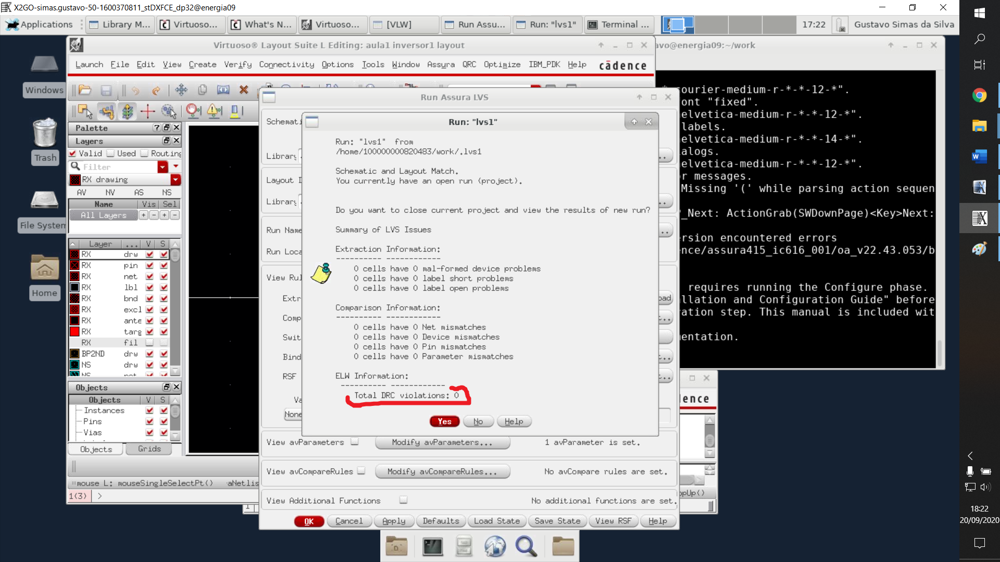 X2GO-simas.gustavo-50-1600370811_stDXFCE_dp32@energia09
Applications
Library M...
Virtuoso...
What's N...
Virtuoso...
[VLW]
Run Assu...
Run: "lvs1"
Terminal ...
17:22
Gustavo Simas da Silva
Virtuoso® Layout Suite L Editing: aula1 inversor1 layout
avo@energia09:~/work
Launch File Edit View Create Verify Connectivity Options Tools Window Assura QRC Optimize IBM_PDK Help
cādence
Windows
Trash
File System
Home
Palette
Layers
Valid Used Routing
Filter
RX drawing
AV NV AS NS
Name Vis Sel
All Layers
Layer ... V S
RX drw
RX pin
RX net
RX lbl
RX bnd
RX excl
RX ante
RX targ
RX fil
BP2ND drw
NS drw
NS net
Objects
Objects V S
Instances
Pins
Vias
Objects Grids
mouse L: mouseSingleSelectPt()
aNetlis
1(3) >
Run Assura LVS
Schemati
Library
Layout D
Library
Run Name
Run Loca
View Rul
Extr
Comp
Swit
Bind
RSF
Va
None
oad
View avParameters
Modify avParameters...
1 avParameter is set.
View avCompareRules
Modify avCompareRules...
No avCompare rules are set.
View Additional Functions
No additional functions are set.
OK Cancel Apply Defaults Load State Save State View RSF Help
Run: "lvs1"
Run: "lvs1" from
/home/100000000820483/work/.lvs1
Schematic and Layout Match.
You currently have an open run (project).
Do you want to close current project and view the results of new run?
Summary of LVS Issues
Extraction Information:
---------- ------------
0 cells have 0 mal-formed device problems
0 cells have 0 label short problems
0 cells have 0 label open problems
Comparison Information:
---------- ------------
0 cells have 0 Net mismatches
0 cells have 0 Device mismatches
0 cells have 0 Pin mismatches
0 cells have 0 Parameter mismatches
ELW Information:
---------- ------------
Total DRC violations: 0
Yes No Help
*courier-medium-r-*-*-12-*".
ont "fixed".
elvetica-medium-r-*-*-12-*".
labels.
elvetica-medium-r-*-*-14-*".
alogs.
elvetica-medium-r-*-*-12-*".
r messages.
Missing '(' while parsing action sequen
_Next: ActionGrab(SWDownPage)<Key>Next:
ersion encountered errors
ence/assura415_ic616_001/oa_v22.43.053/b
requires running the Configure phase.
llation and Configuration Guide" before
ration step. This manual is included wit
entation.
dence
opUp()
18:22
20/09/2020